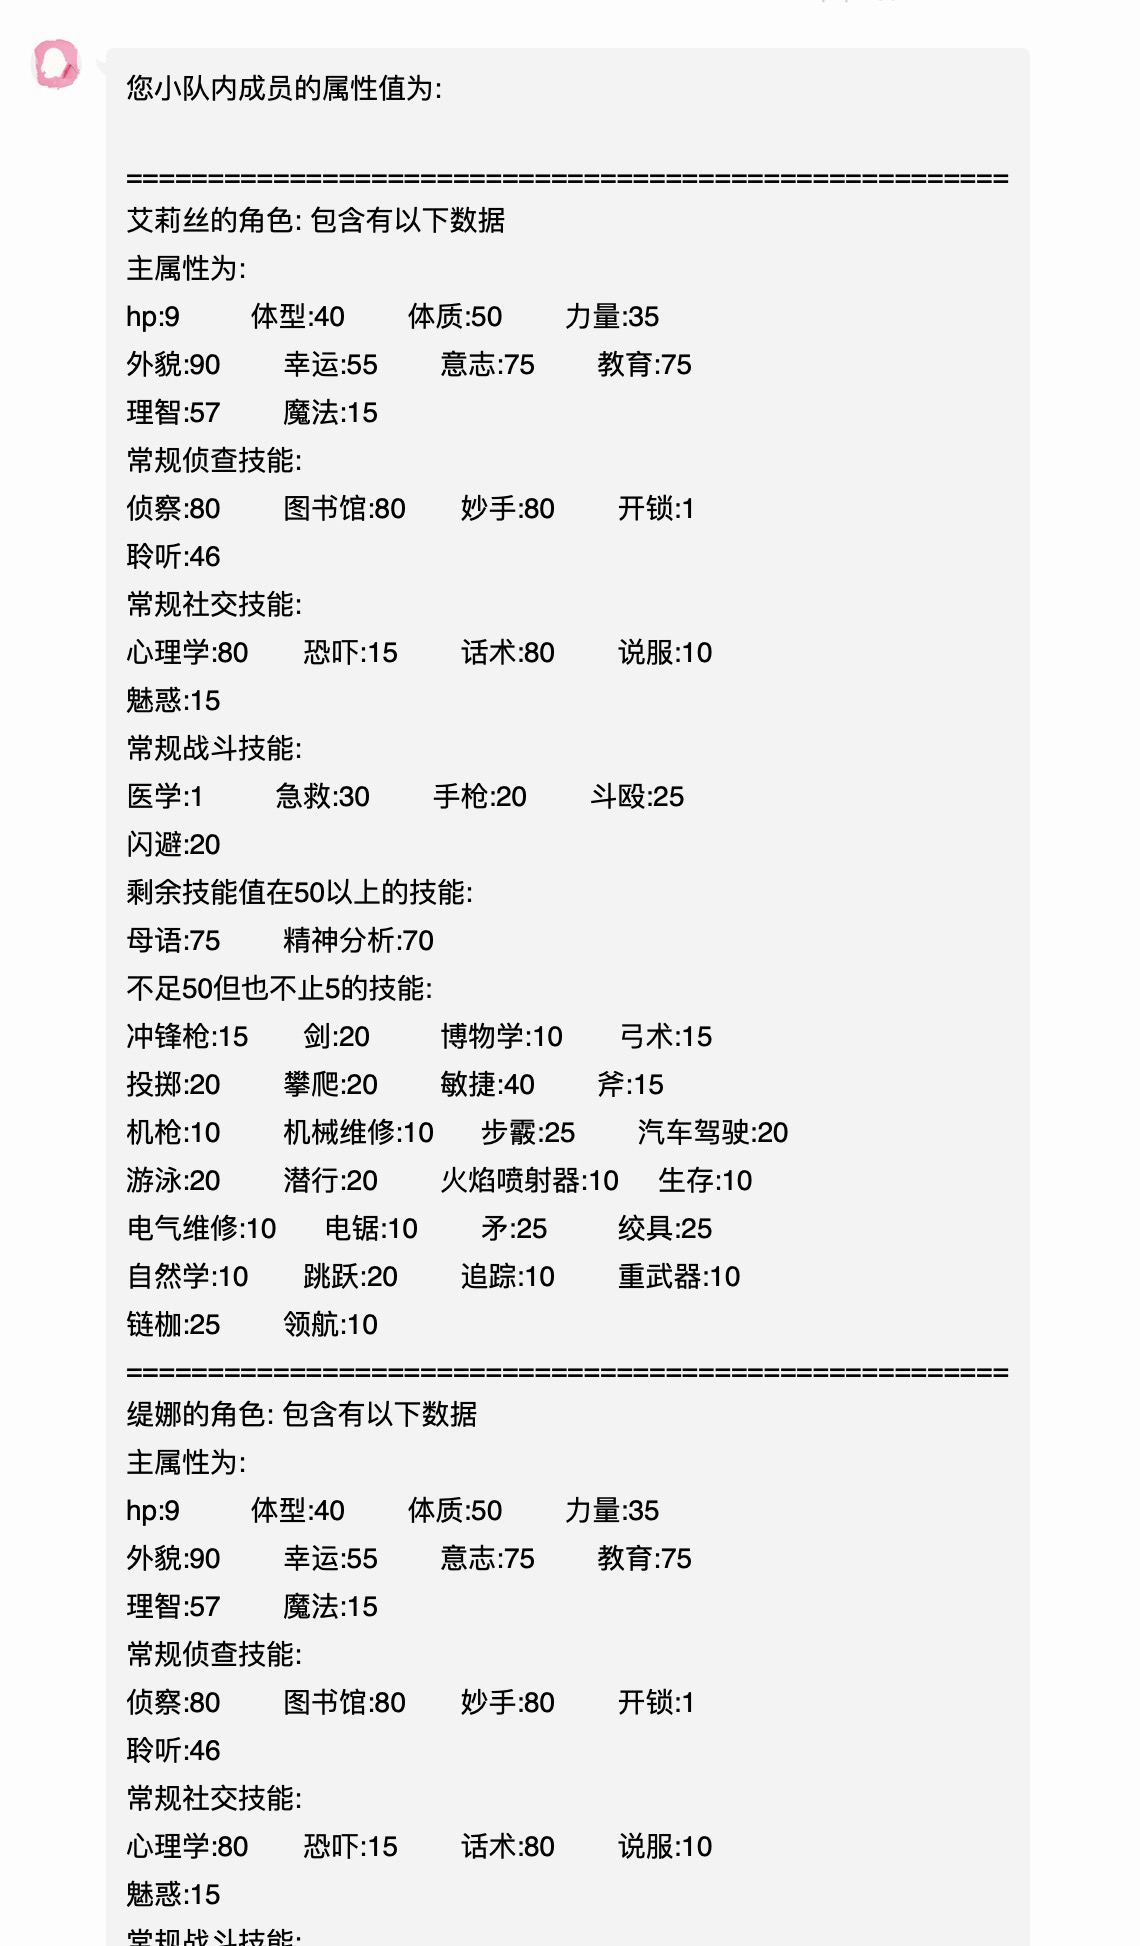 您小队内成员的属性值为:
======================================================
艾莉丝的角色: 包含有以下数据
主属性为:
hp:9 体型:40 体质:50 力量:35
外貌:90 幸运:55 意志:75 教育:75
理智:57 魔法:15
常规侦查技能:
侦察:80 图书馆:80 妙手:80 开锁:1
聆听:46
常规社交技能:
心理学:80 恐吓:15 话术:80 说服:10
魅惑:15
常规战斗技能:
医学:1 急救:30 手枪:20 斗殴:25
闪避:20
剩余技能值在50以上的技能:
母语:75 精神分析:70
不足50但也不止5的技能:
冲锋枪:15 剑:20 博物学:10 弓术:15
投掷:20 攀爬:20 敏捷:40 斧:15
机枪:10 机械维修:10 步霰:25 汽车驾驶:20
游泳:20 潜行:20 火焰喷射器:10 生存:10
电气维修:10 电锯:10 矛:25 绞具:25
自然学:10 跳跃:20 追踪:10 重武器:10
链枷:25 领航:10
======================================================
缇娜的角色: 包含有以下数据
主属性为:
hp:9 体型:40 体质:50 力量:35
外貌:90 幸运:55 意志:75 教育:75
理智:57 魔法:15
常规侦查技能:
侦察:80 图书馆:80 妙手:80 开锁:1
聆听:46
常规社交技能:
心理学:80 恐吓:15 话术:80 说服:10
魅惑:15
常规战斗技能: